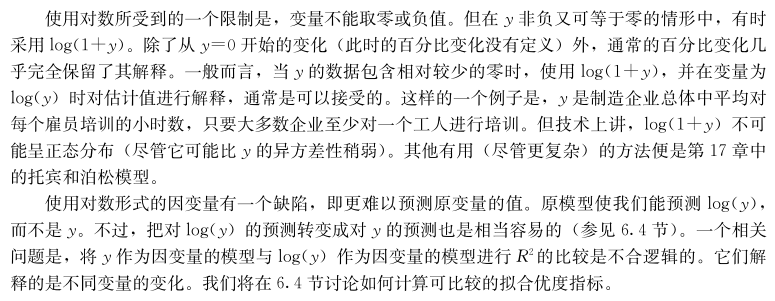 使用对数所受到的一个限制是，变量不能取零或负值。但在 y 非负又可等于零的情形中，有时
采用 log(1+y)。除了从 y=0 开始的变化（此时的百分比变化没有定义）外，通常的百分比变化几
乎完全保留了其解释。一般而言，当 y 的数据包含相对较少的零时，使用 log(1+y)，并在变量为
log(y) 时对估计值进行解释，通常是可以接受的。这样的一个例子是，y 是制造企业总体中平均对
每个雇员培训的小时数，只要大多数企业至少对一个工人进行培训。但技术上讲，log(1+y) 不可
能呈正态分布（尽管它可能比 y 的异方差性稍弱）。其他有用（尽管更复杂）的方法便是第 17 章中
的托宾和泊松模型。
使用对数形式的因变量有一个缺陷，即更难以预测原变量的值。原模型使我们能预测 log(y)，
而不是 y。不过，把对 log(y) 的预测转变成对 y 的预测也是相当容易的（参见 6.4 节）。一个相关
问题是，将 y 作为因变量的模型与 log(y) 作为因变量的模型进行 R² 的比较是不合逻辑的。它们解
释的是不同变量的变化。我们将在 6.4 节讨论如何计算可比较的拟合优度指标。